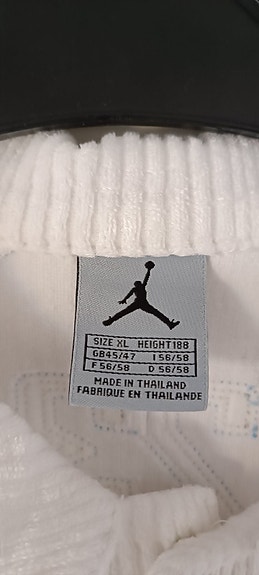 SIZE XL HEIGHT188
GB45/47 I 56/58
F 56/58 D 56/58
MADE IN THAILAND
FABRIQUE EN THAILANDE